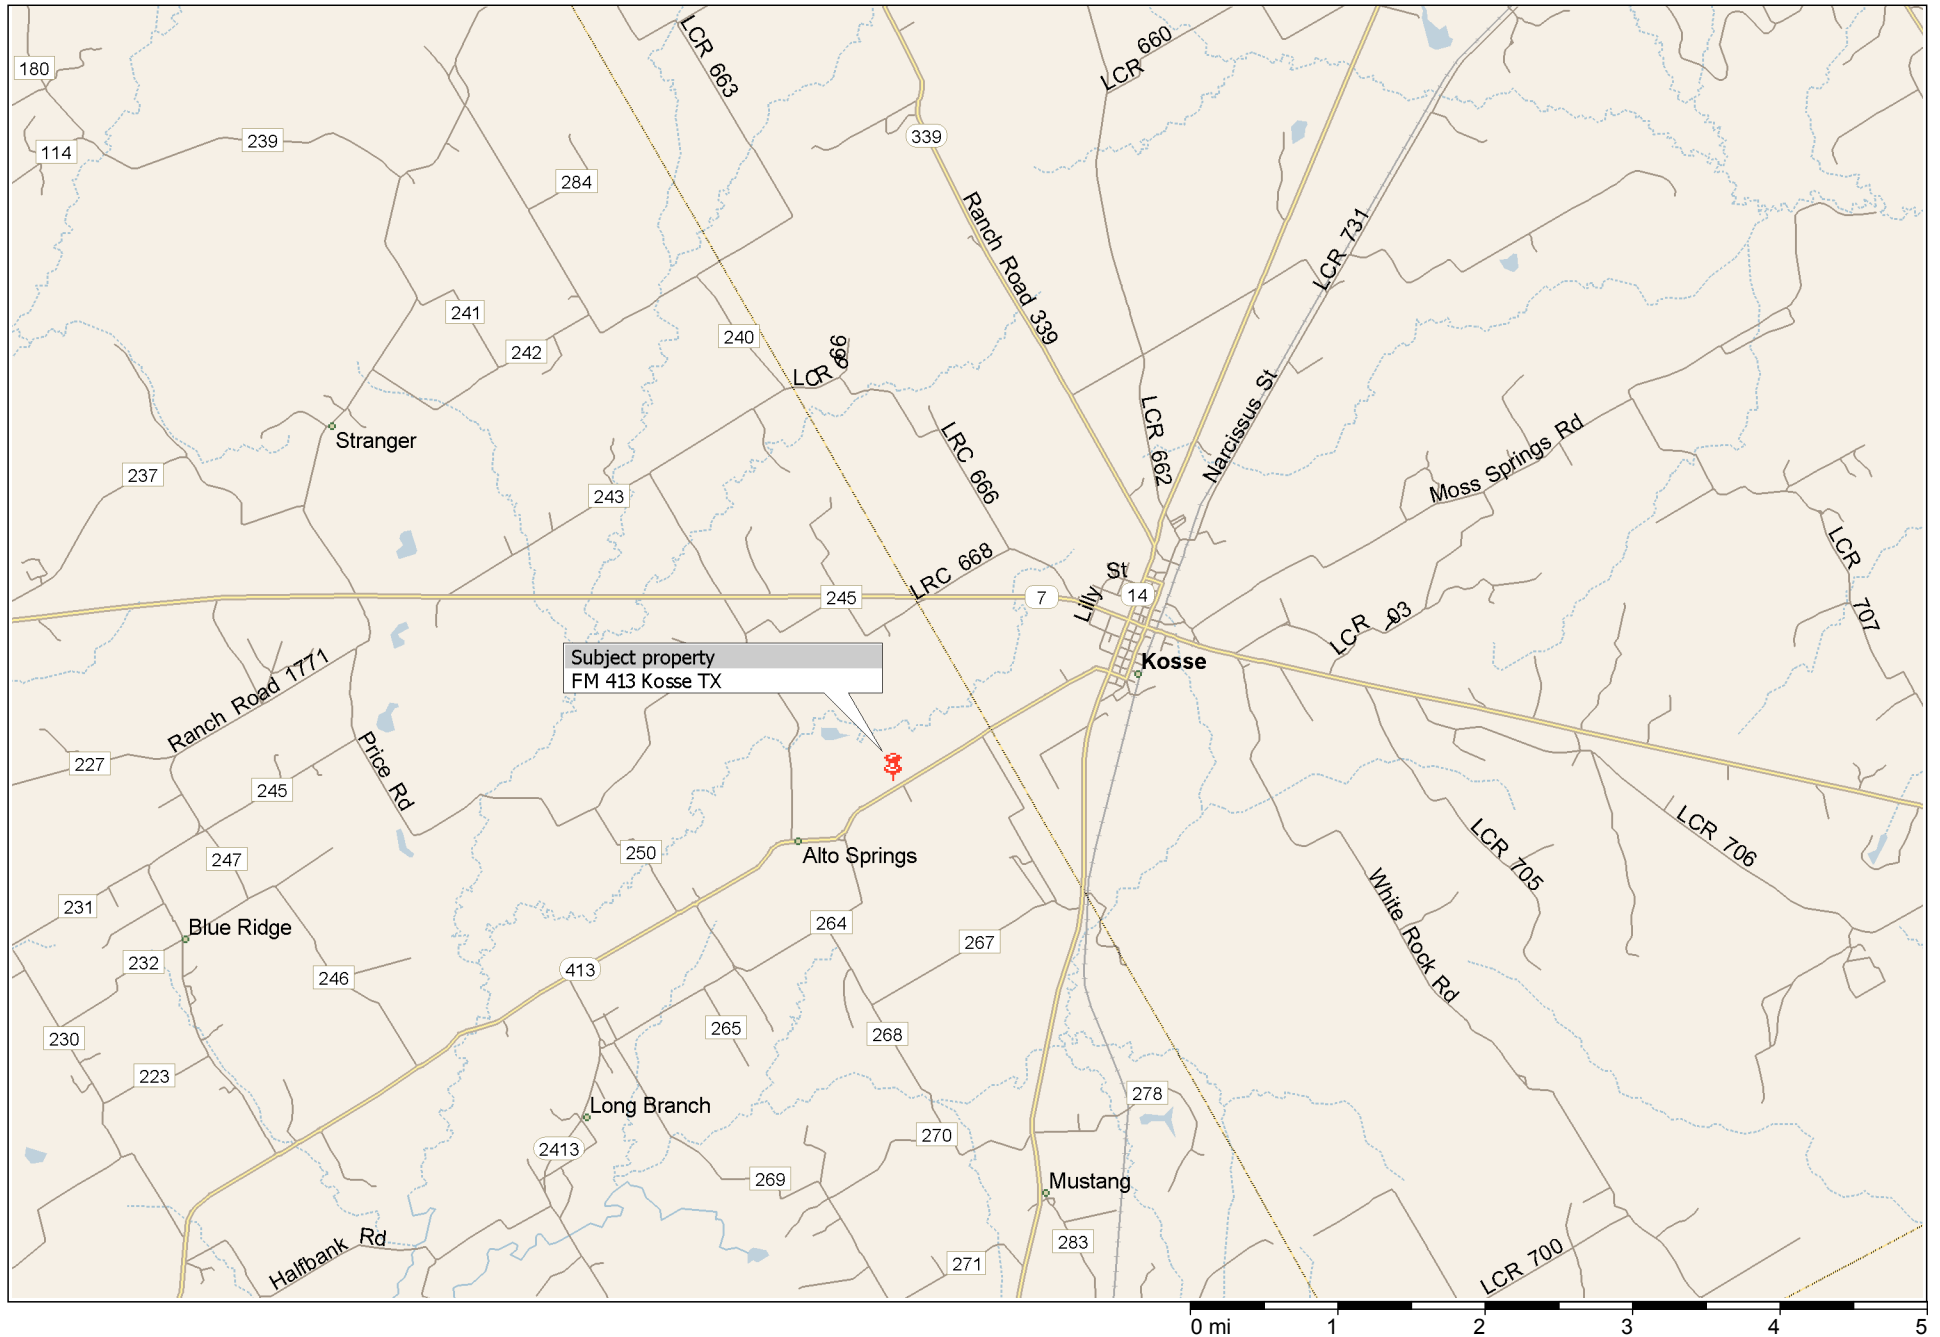 LCR 663
LCR 660
180
339
239
114
284
Ranch Road 339
LCR 731
241
240
242
LCR 666
LCR 662
Narcissus St
Stranger
LRC 666
Moss Springs Rd
237
243
LRC 668
LCR 707
Lilly St
245
7
14
LCR 703
Subject property
FM 413 Kosse TX
Kosse
Ranch Road 1771
227
Price Rd
245
LCR 706
LCR 705
247
250
Alto Springs
231
White Rock Rd
Blue Ridge
264
267
232
413
246
265
268
230
223
278
Long Branch
270
2413
269
Mustang
Halfbank Rd
283
271
LCR 700
0 mi 1 2 3 4 5